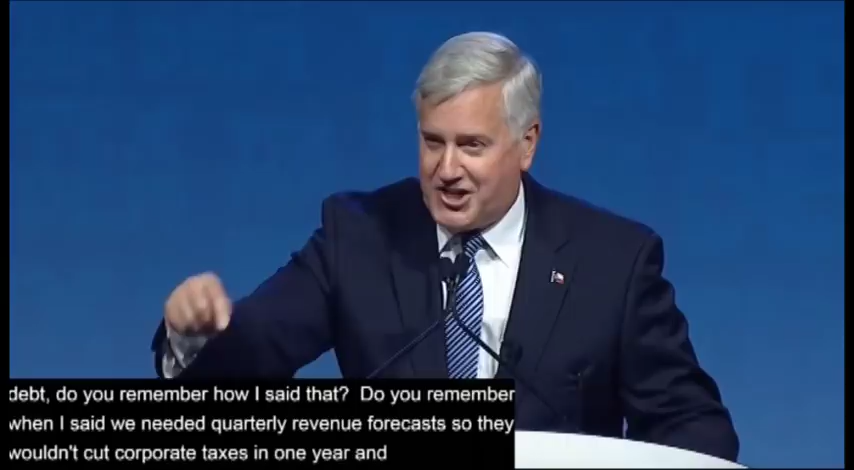 debt, do you remember how I said that?  Do you remember
when I said we needed quarterly revenue forecasts so they
wouldn't cut corporate taxes in one year and